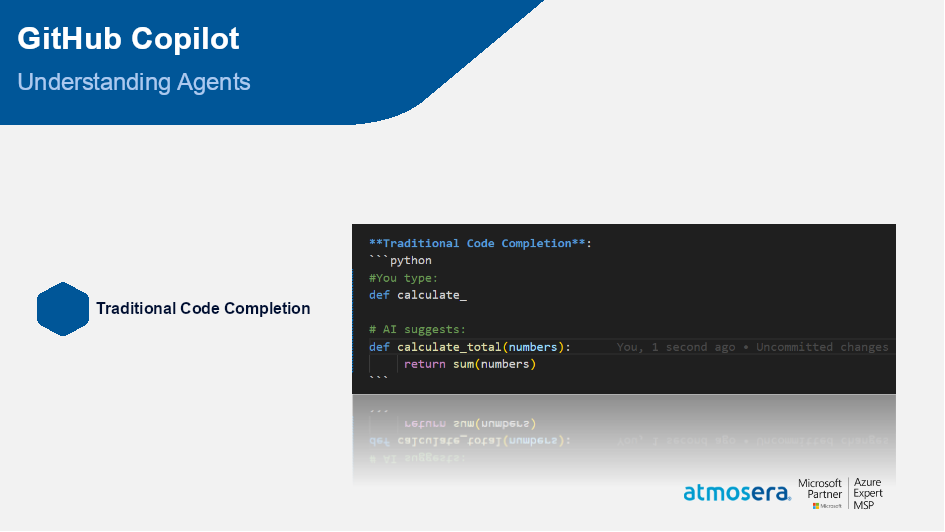 GitHub Copilot
Understanding Agents
Traditional Code Completion
**Traditional Code Completion**:
```python
#You type:
def calculate_

# AI suggests:
def calculate_total(numbers): You, 1 second ago • Uncommitted changes
    return sum(numbers)
```
atmosera®
Microsoft Partner
Microsoft
Azure Expert MSP